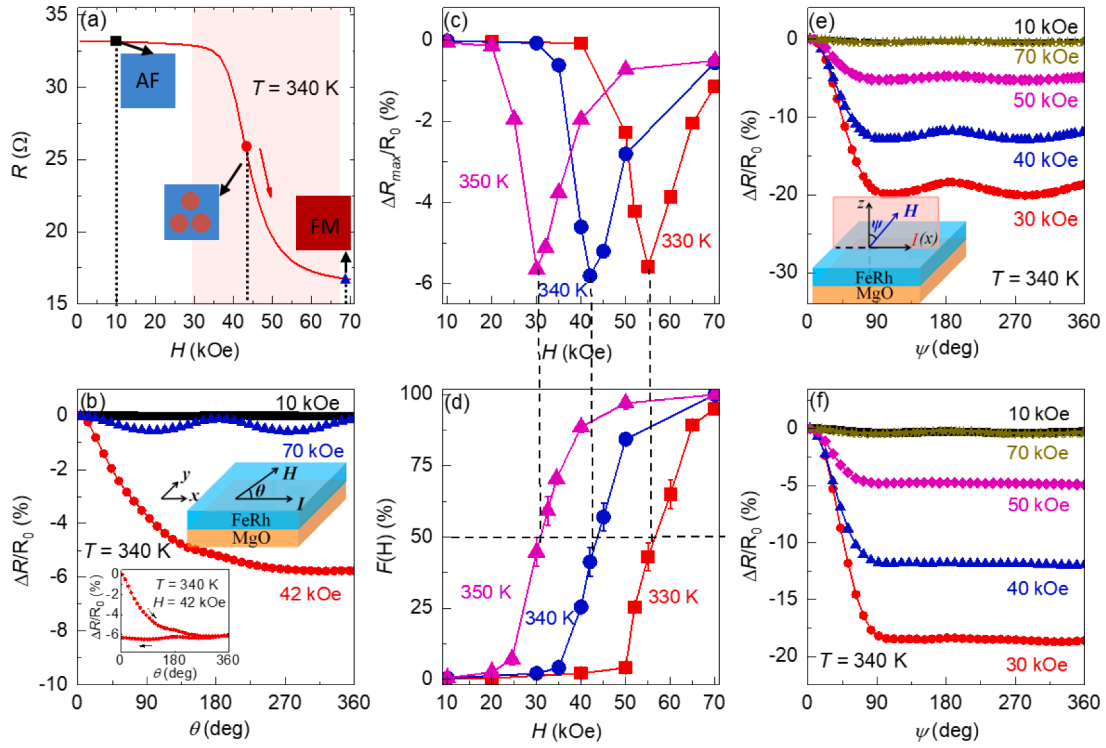 (a)
R (Ω)
35
30
25
20
15
AF
T = 340 K
FM
0 10 20 30 40 50 60 70
H (kOe)
(b)
ΔR/R0 (%)
0
-2
-4
-6
-8
-10
10 kOe
70 kOe
y
x
H
θ
I
FeRh
MgO
T = 340 K
42 kOe
ΔR/R0 (%)
0
-2
-4
-6
T = 340 K
H = 42 kOe
0 180 360
θ (deg)
0 90 180 270 360
θ (deg)
(c)
ΔRmax/R0 (%)
0
-2
-4
-6
350 K
340 K
330 K
10 20 30 40 50 60 70
H (kOe)
(d)
F(H) (%)
100
75
50
25
0
350 K
340 K
330 K
10 20 30 40 50 60 70
H (kOe)
(e)
ΔR/R0 (%)
0
-10
-20
-30
10 kOe
70 kOe
50 kOe
40 kOe
30 kOe
z
H
ψ
I(x)
FeRh
MgO
T = 340 K
0 90 180 270 360
ψ (deg)
(f)
ΔR/R0 (%)
0
-5
-10
-15
-20
10 kOe
70 kOe
50 kOe
40 kOe
30 kOe
T = 340 K
0 90 180 270 360
ψ (deg)